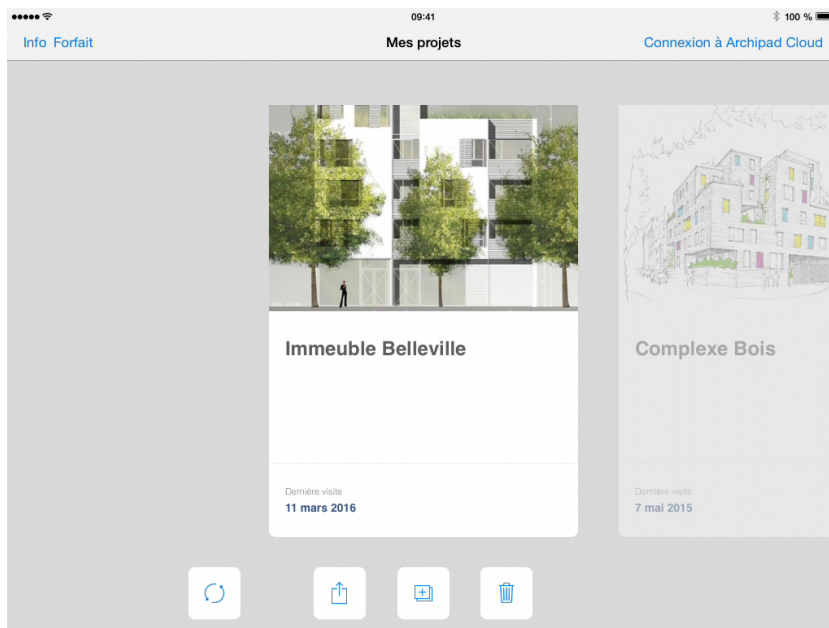 09:41
100 %
Info Forfait
Mes projets
Connexion à Archipad Cloud
Immeuble Belleville
Complexe Bois
Dernière visite
11 mars 2016
Dernière visite
7 mai 2015